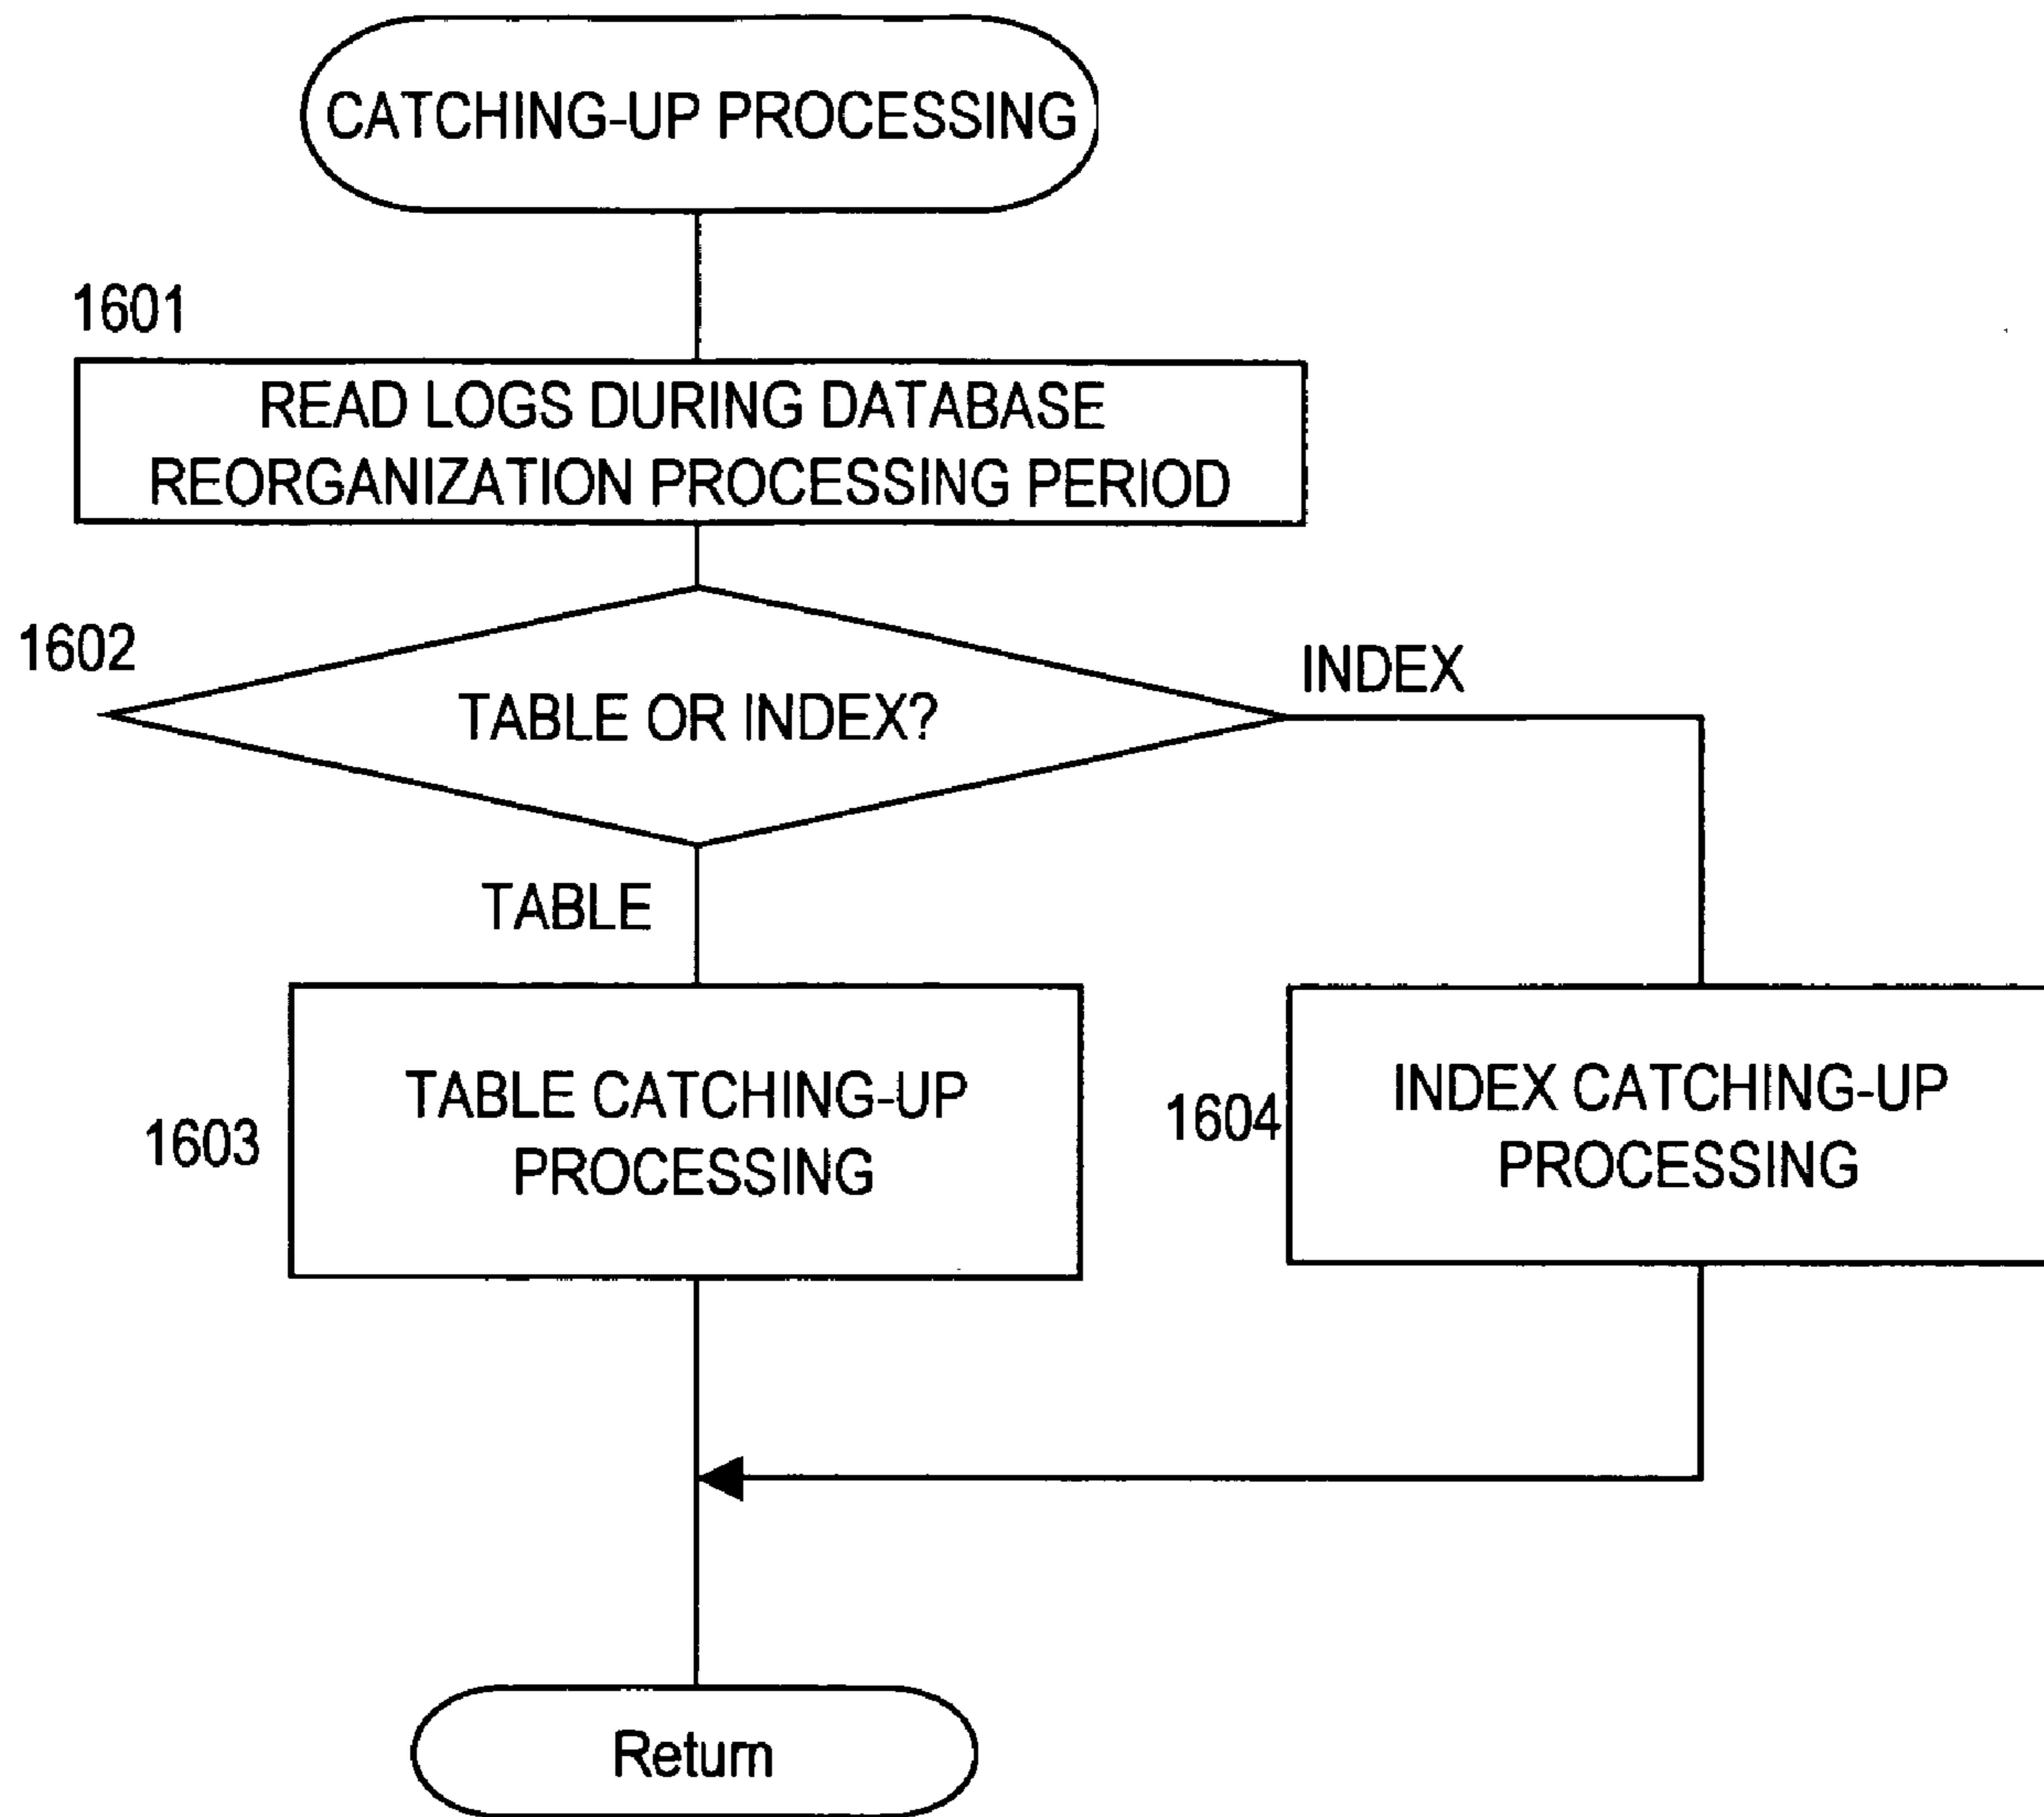 CATCHING-UP PROCESSING
1601
READ LOGS DURING DATABASE
REORGANIZATION PROCESSING PERIOD
1602
TABLE OR INDEX?
INDEX
TABLE
1603
TABLE CATCHING-UP
PROCESSING
1604
INDEX CATCHING-UP
PROCESSING
Return